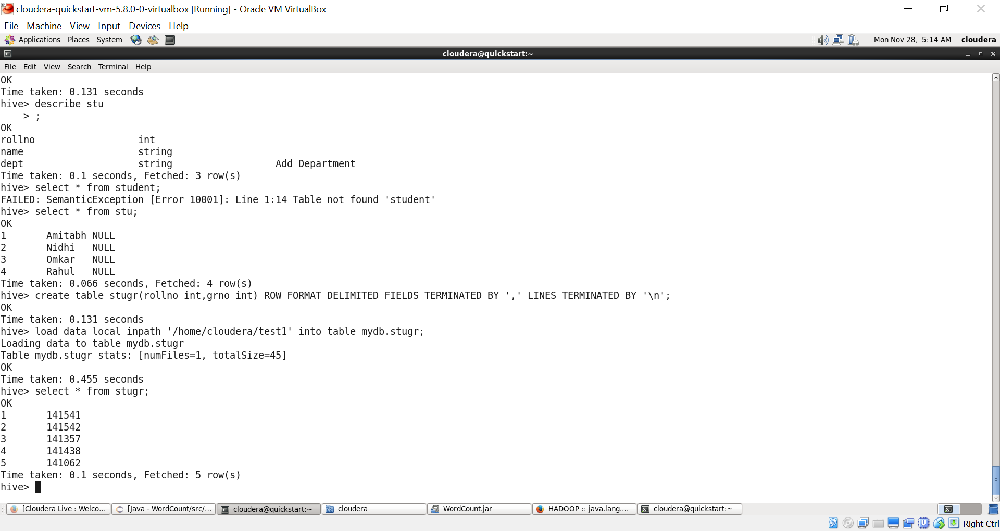 cloudera-quickstart-vm-5.8.0-0-virtualbox [Running] - Oracle VM VirtualBox
File Machine View Input Devices Help
Applications Places System Mon Nov 28, 5:14 AM cloudera
cloudera@quickstart:~
File Edit View Search Terminal Help
OK
Time taken: 0.131 seconds
hive> describe stu
    > ;
OK
rollno                  int
name                    string
dept                    string                  Add Department
Time taken: 0.1 seconds, Fetched: 3 row(s)
hive> select * from student;
FAILED: SemanticException [Error 10001]: Line 1:14 Table not found 'student'
hive> select * from stu;
OK
1       Amitabh NULL
2       Nidhi   NULL
3       Omkar   NULL
4       Rahul   NULL
Time taken: 0.066 seconds, Fetched: 4 row(s)
hive> create table stugr(rollno int,grno int) ROW FORMAT DELIMITED FIELDS TERMINATED BY ',' LINES TERMINATED BY '\n';
OK
Time taken: 0.131 seconds
hive> load data local inpath '/home/cloudera/test1' into table mydb.stugr;
Loading data to table mydb.stugr
Table mydb.stugr stats: [numFiles=1, totalSize=45]
OK
Time taken: 0.455 seconds
hive> select * from stugr;
OK
1       141541
2       141542
3       141357
4       141438
5       141062
Time taken: 0.1 seconds, Fetched: 5 row(s)
hive>
[Cloudera Live : Welco... [Java - WordCount/src/... cloudera@quickstart:~ cloudera WordCount.jar HADOOP :: java.lang.... cloudera@quickstart:~
Right Ctrl